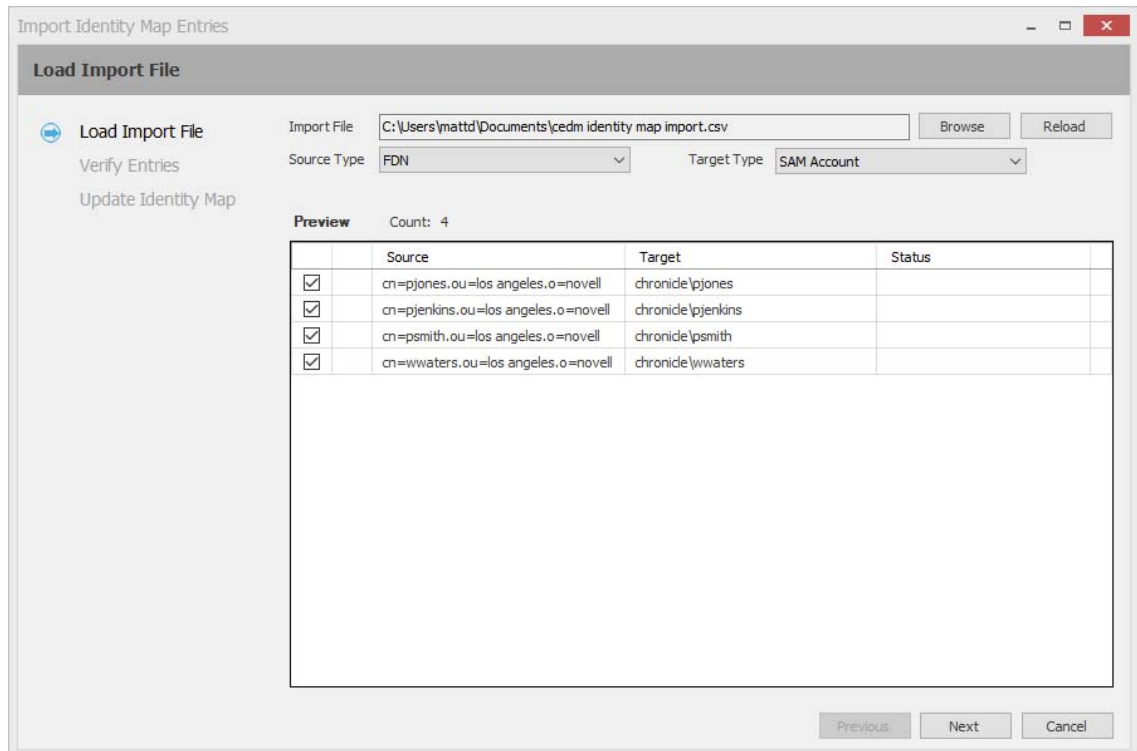 Import Identity Map Entries
Load Import File
Load Import File
Verify Entries
Update Identity Map
Import File C:\Users\mattd\Documents\cedm identity map import.csv Browse Reload
Source Type FDN Target Type SAM Account
Preview Count: 4
Source Target Status
cn=pjones.ou=los angeles.o=novell chronicle\pjones
cn=pjenkins.ou=los angeles.o=novell chronicle\pjenkins
cn=psmith.ou=los angeles.o=novell chronicle\psmith
cn=wwaters.ou=los angeles.o=novell chronicle\wwaters
Previous Next Cancel